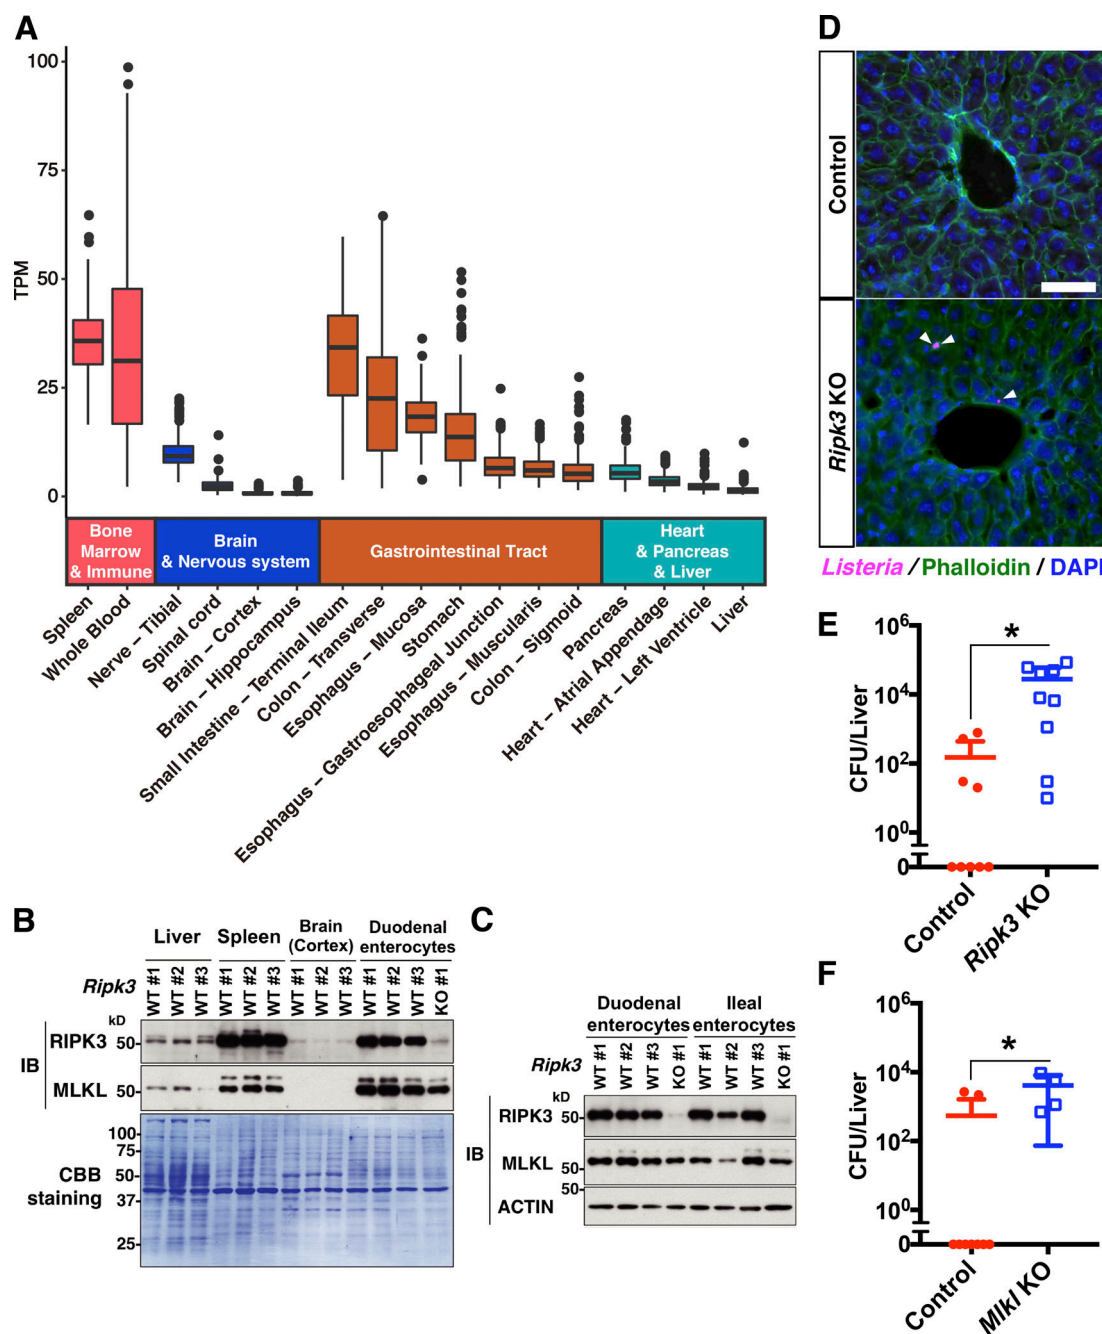 A
100
75
50
25
0
TPM
Bone
Marrow
& Immune
Brain
& Nervous system
Gastrointestinal Tract
Heart
& Pancreas
& Liver
Spleen
Whole Blood
Nerve – Tibial
Spinal cord
Brain – Cortex
Brain – Hippocampus
Small Intestine – Terminal Ileum
Colon – Transverse
Esophagus – Mucosa
Stomach
Esophagus – Gastroesophageal Junction
Esophagus – Muscularis
Colon – Sigmoid
Pancreas
Heart – Atrial Appendage
Heart – Left Ventricle
Liver
B
Liver
Spleen
Brain
(Cortex)
Duodenal
enterocytes
Ripk3
WT #1
WT #2
WT #3
WT #1
WT #2
WT #3
WT #1
WT #2
WT #3
WT #1
WT #2
WT #3
KO #1
kD
IB
RIPK3
50
MLKL
50
CBB
staining
100
75
50
37
25
C
Duodenal
enterocytes
Ileal
enterocytes
Ripk3
WT #1
WT #2
WT #3
KO #1
WT #1
WT #2
WT #3
KO #1
kD
IB
RIPK3
50
MLKL
50
50
ACTIN
D
Control
Ripk3 KO
Listeria / Phalloidin / DAPI
E
CFU/Liver
10⁶
10⁴
10²
10⁰
0
*
Control
Ripk3 KO
F
CFU/Liver
10⁶
10⁴
10²
10⁰
0
*
Control
Mlkl KO